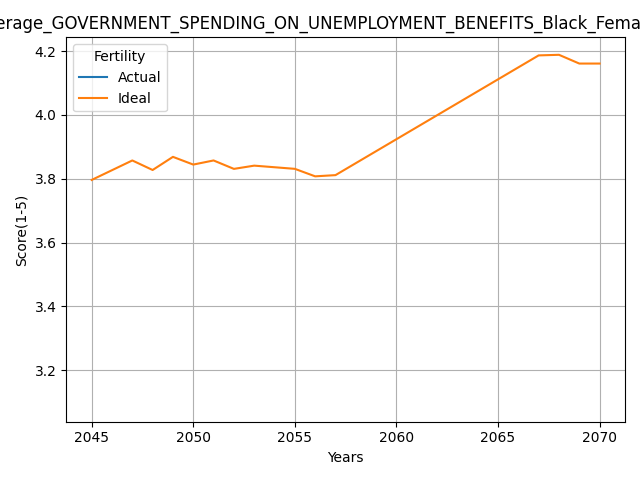 erage_GOVERNMENT_SPENDING_ON_UNEMPLOYMENT_BENEFITS_Black_Fema
Fertility
Actual
Ideal
Score(1-5)
4.2
4.0
3.8
3.6
3.4
3.2
2045 2050 2055 2060 2065 2070
Years